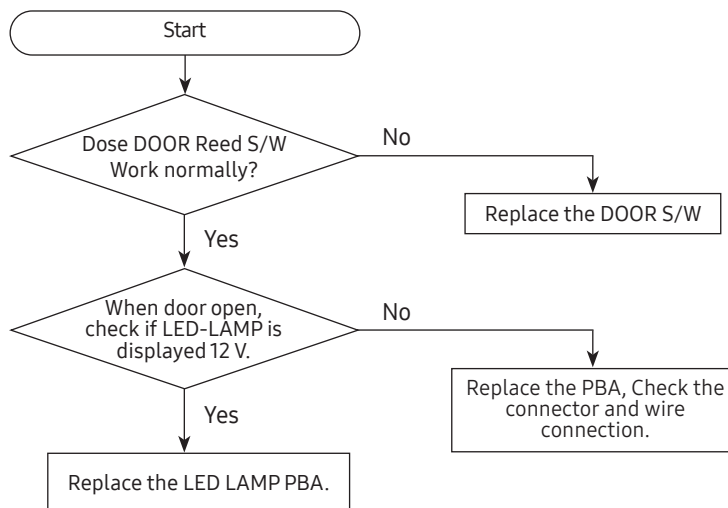 Start
Dose DOOR Reed S/W
Work normally?
No
Replace the DOOR S/W
Yes
When door open,
check if LED-LAMP is
displayed 12 V.
No
Replace the PBA, Check the
connector and wire
connection.
Yes
Replace the LED LAMP PBA.